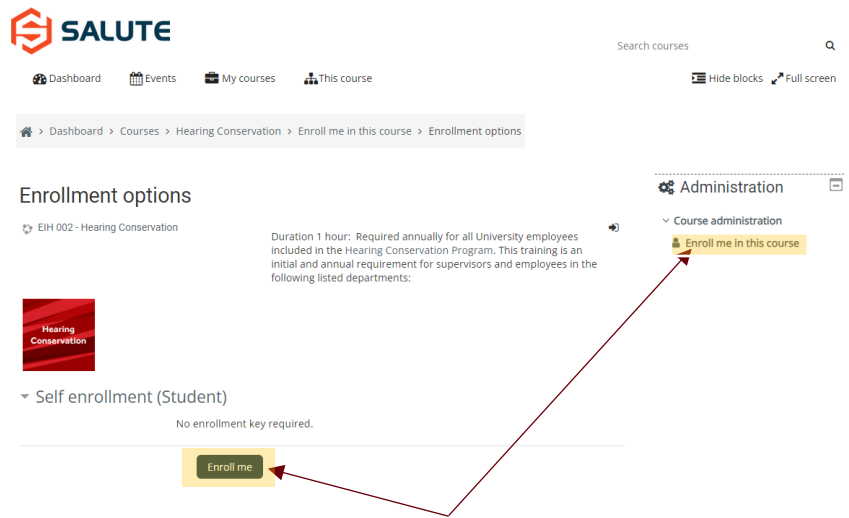 SALUTE
Search courses
Dashboard Events My courses This course Hide blocks Full screen
Dashboard > Courses > Hearing Conservation > Enroll me in this course > Enrollment options
Enrollment options
EIH 002 - Hearing Conservation
Duration 1 hour: Required annually for all University employees
included in the Hearing Conservation Program. This training is an
initial and annual requirement for supervisors and employees in the
following listed departments:
Hearing
Conservation
Self enrollment (Student)
No enrollment key required.
Enroll me
Administration
Course administration
Enroll me in this course